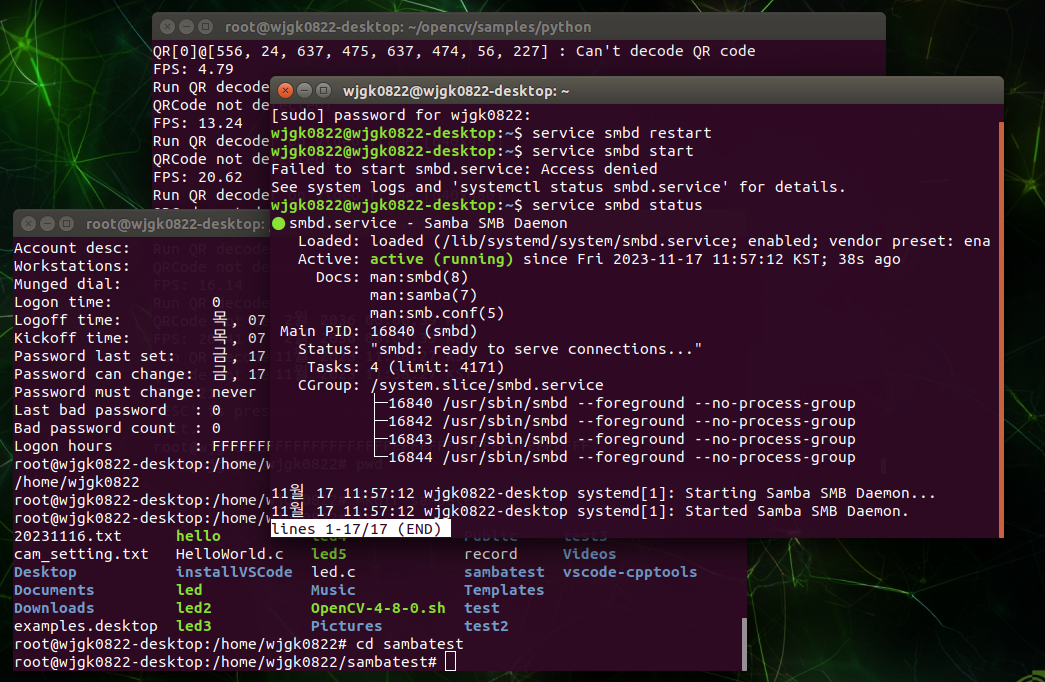 root@wjgk0822-desktop: ~/opencv/samples/python
QR[0]@[556, 24, 637, 475, 637, 474, 56, 227] : Can't decode QR code
FPS: 4.79
Run QR decode
QRCode not de
FPS: 13.24
Run QR decode
QRCode not de
FPS: 20.62
Run QR decode
wjgk0822@wjgk0822-desktop: ~
[sudo] password for wjgk0822:
wjgk0822@wjgk0822-desktop:~$ service smbd restart
wjgk0822@wjgk0822-desktop:~$ service smbd start
Failed to start smbd.service: Access denied
See system logs and 'systemctl status smbd.service' for details.
wjgk0822@wjgk0822-desktop:~$ service smbd status
smbd.service - Samba SMB Daemon
Loaded: loaded (/lib/systemd/system/smbd.service; enabled; vendor preset: ena
Active: active (running) since Fri 2023-11-17 11:57:12 KST; 38s ago
Docs: man:smbd(8)
man:samba(7)
man:smb.conf(5)
Main PID: 16840 (smbd)
Status: "smbd: ready to serve connections..."
Tasks: 4 (limit: 4171)
CGroup: /system.slice/smbd.service
├─16840 /usr/sbin/smbd --foreground --no-process-group
├─16842 /usr/sbin/smbd --foreground --no-process-group
├─16843 /usr/sbin/smbd --foreground --no-process-group
└─16844 /usr/sbin/smbd --foreground --no-process-group
11월 17 11:57:12 wjgk0822-desktop systemd[1]: Starting Samba SMB Daemon...
11월 17 11:57:12 wjgk0822-desktop systemd[1]: Started Samba SMB Daemon.
lines 1-17/17 (END)
root@wjgk0822-desktop:
Account desc:
Workstations:
Munged dial:
Logon time: 0
Logoff time: 목, 07
Kickoff time: 목, 07
Password last set: 금, 17
Password can change: 금, 17
Password must change: never
Last bad password : 0
Bad password count : 0
Logon hours : FFFFFFF
root@wjgk0822-desktop:/home/wjgk0822# pwd
/home/wjgk0822
root@wjgk0822-desktop:/home/
root@wjgk0822-desktop:/home/
20231116.txt hello led4 Public test3
cam_setting.txt HelloWorld.c led5 record Videos
Desktop installVSCode led.c sambatest vscode-cpptools
Documents led Music Templates
Downloads led2 OpenCV-4-8-0.sh test
examples.desktop led3 Pictures test2
root@wjgk0822-desktop:/home/wjgk0822# cd sambatest
root@wjgk0822-desktop:/home/wjgk0822/sambatest#